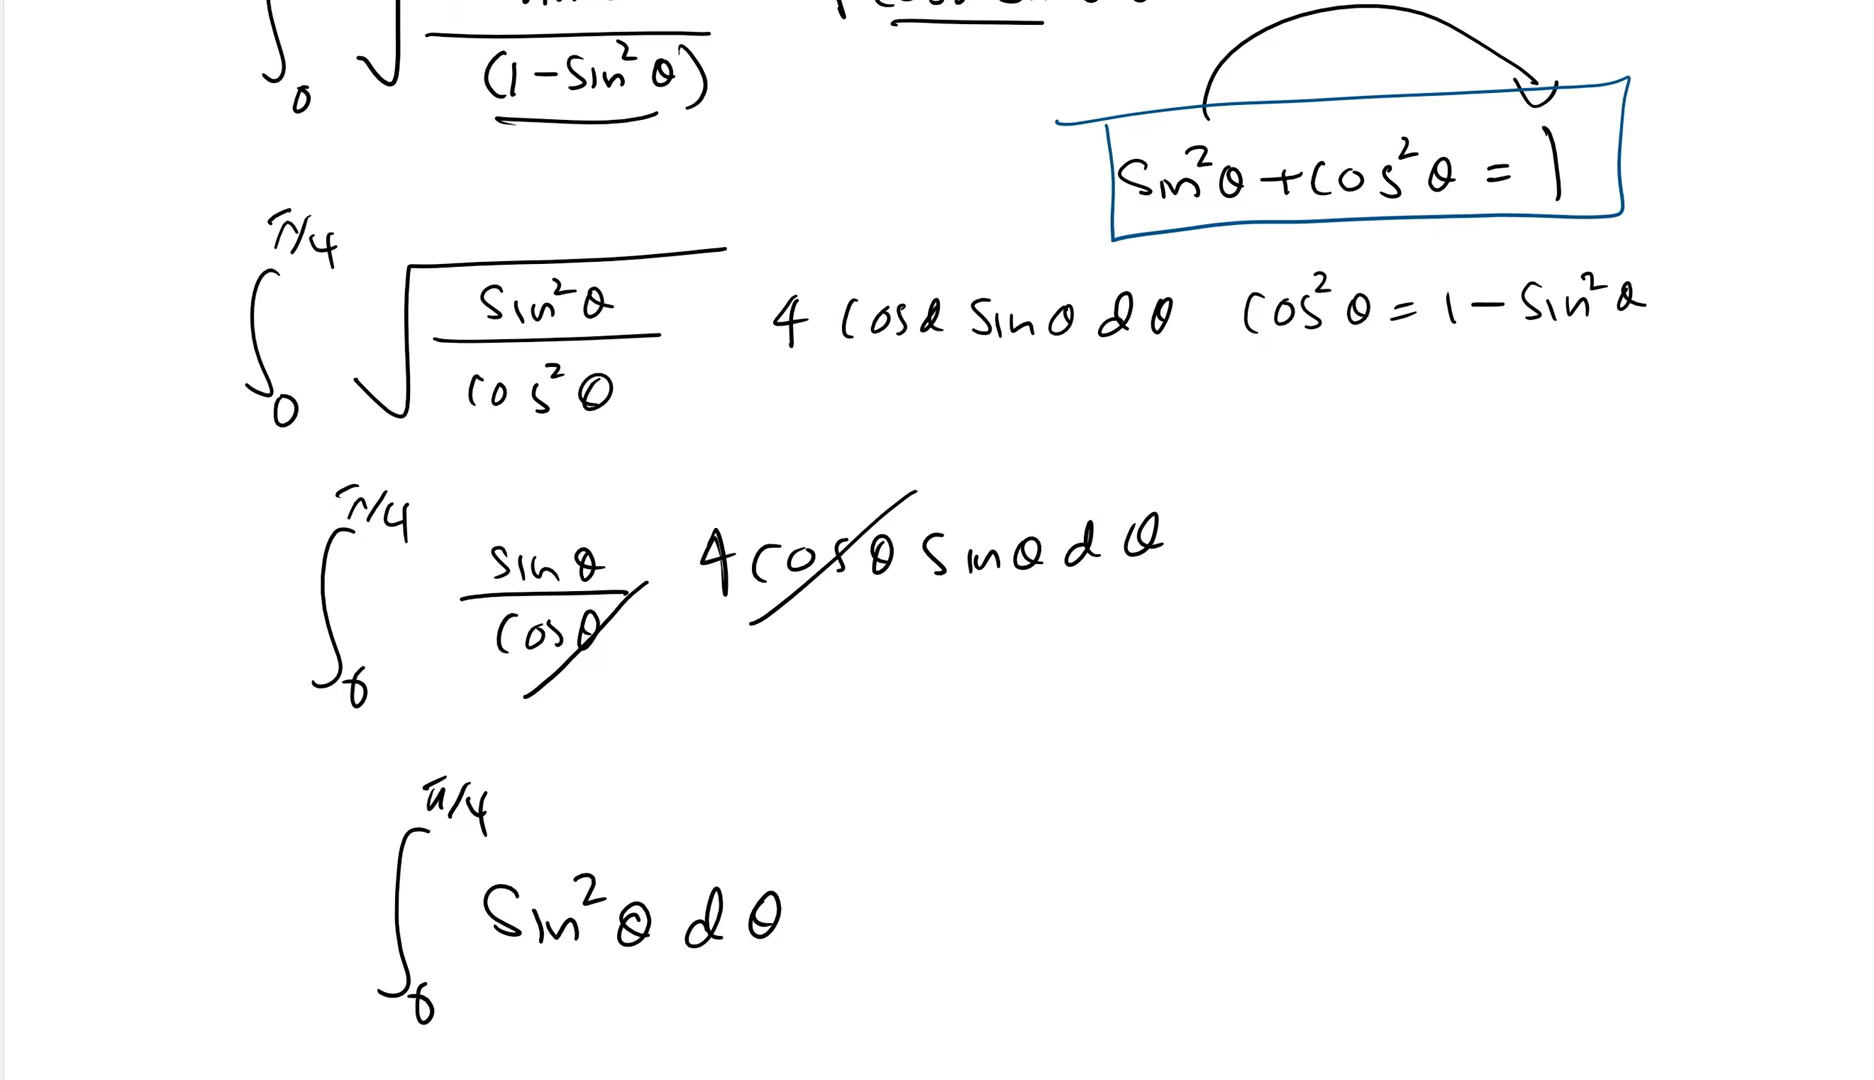 ∫₀ √ (1 - Sin²θ)
Sin²θ + Cos²θ = 1
∫₀^π/4 √(Sin²θ / Cos²θ) 4 Cosθ Sinθ dθ Cos²θ = 1 - Sin²θ
∫₀^π/4 Sinθ / Cosθ 4 Cosθ Sinθ dθ
∫₀^π/4 Sin²θ dθ